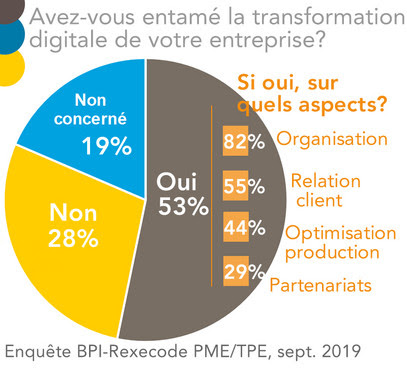 Avez-vous entamé la transformation
digitale de votre entreprise?
Si oui, sur
quels aspects?
Non
concerné
19%
82% Organisation
Oui
53%
55% Relation
client
Non
28%
44% Optimisation
production
29% Partenariats
Enquête BPI-Rexecode PME/TPE, sept. 2019